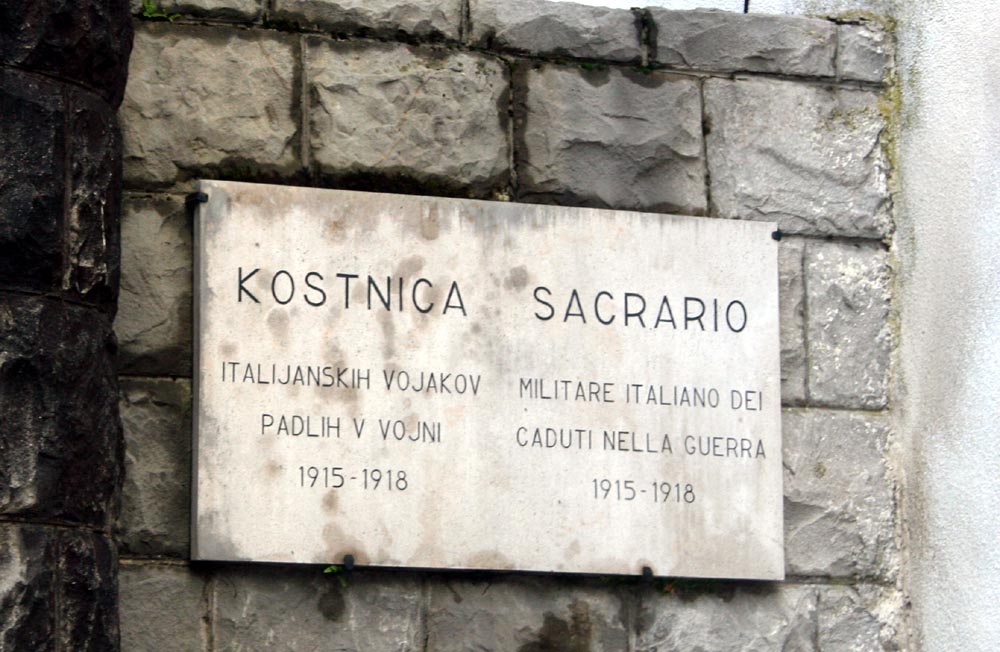 KOSTNICA
ITALIJANSKIH VOJAKOV
PADLIH V VOJNI
1915-1918
SACRARIO
MILITARE ITALIANO DEI
CADUTI NELLA GUERRA
1915-1918